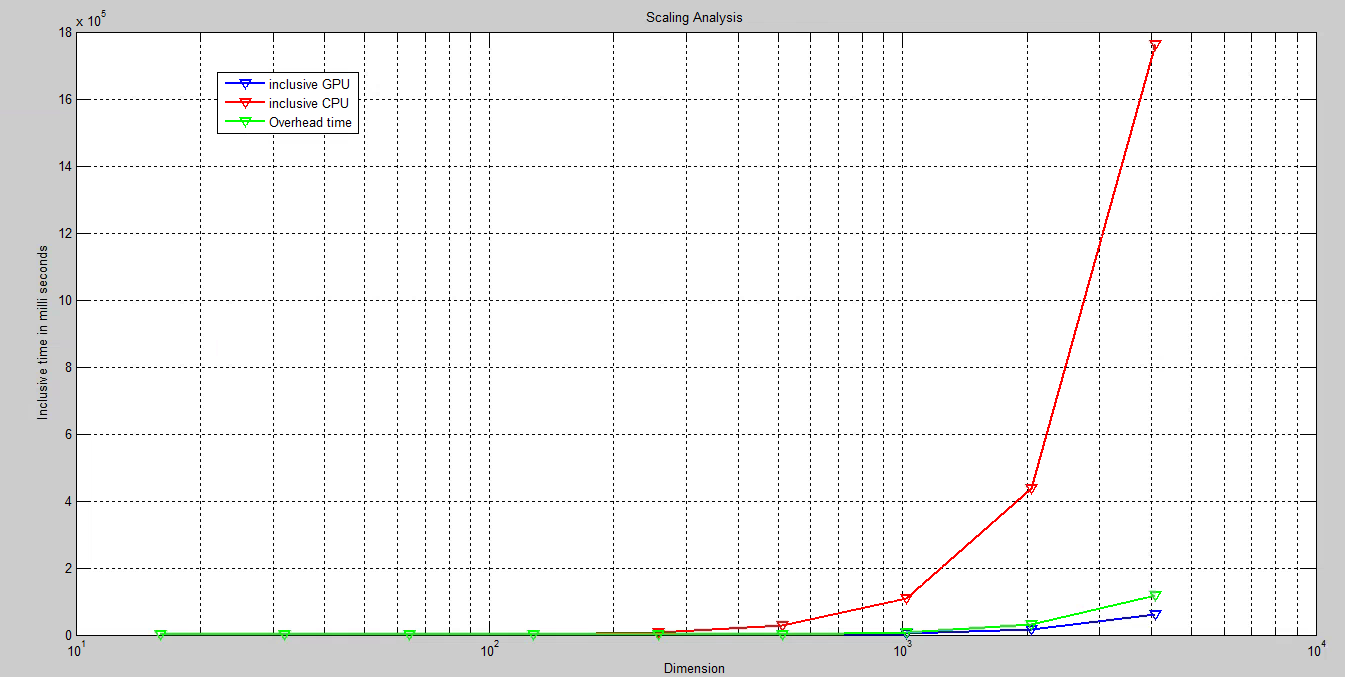 Scaling Analysis
x 10^5
18
16
14
12
10
8
6
4
2
0
inclusive GPU
inclusive CPU
Overhead time
Inclusive time in milli seconds
10^1
10^2
10^3
10^4
Dimension